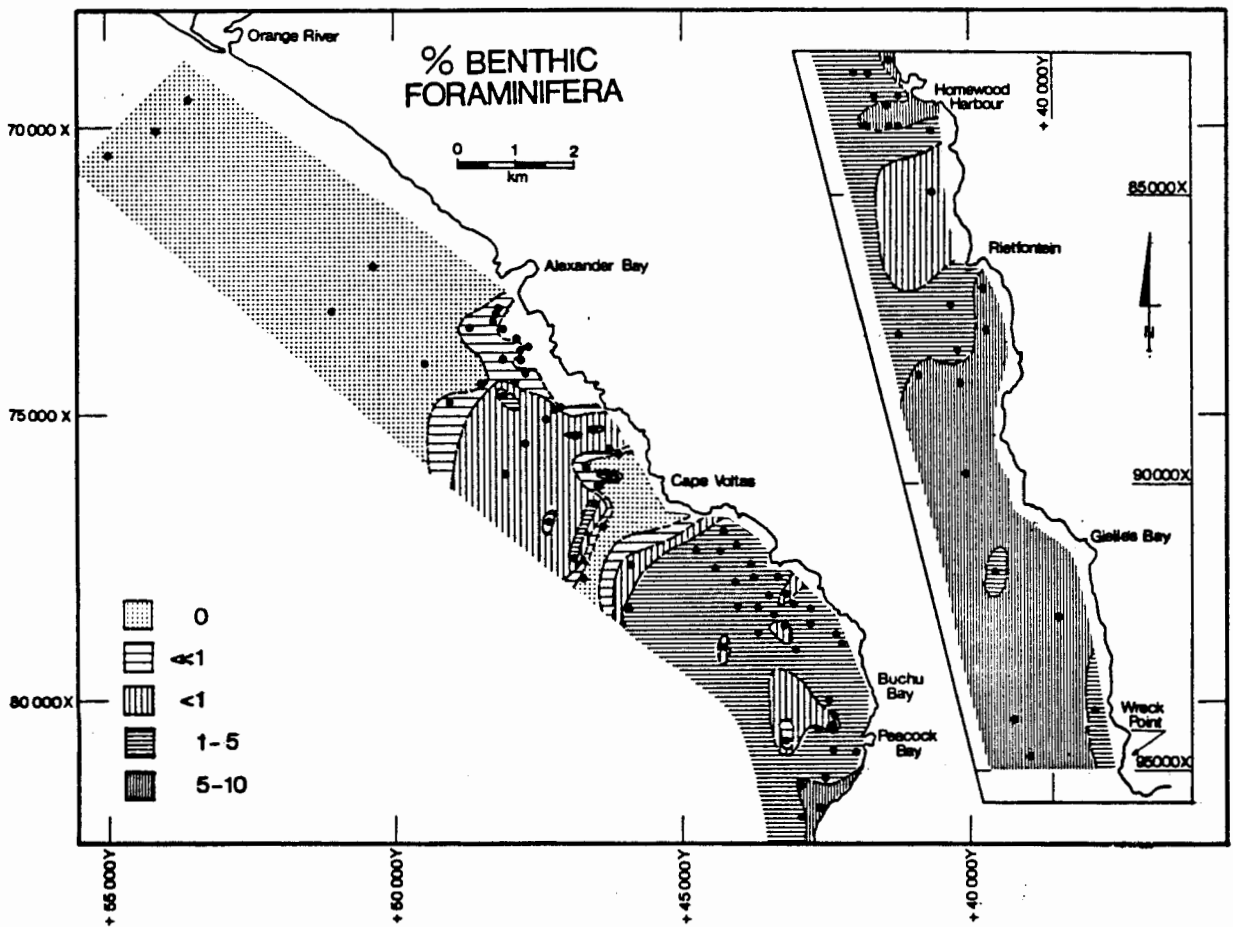 Orange River
% BENTHIC
FORAMINIFERA
0 1 2
km
Alexander Bay
Cape Voltas
Buchu
Bay
Peacock
Bay
Homewood
Harbour
Rietfontein
Gielie's Bay
Wreck
Point
N
70 000 X
75 000 X
80 000 X
+ 55 000Y
+ 50 000Y
+ 45 000Y
+ 40 000Y
+ 40 000Y
85 000X
90 000X
95 000X
0
≪1
<1
1-5
5-10